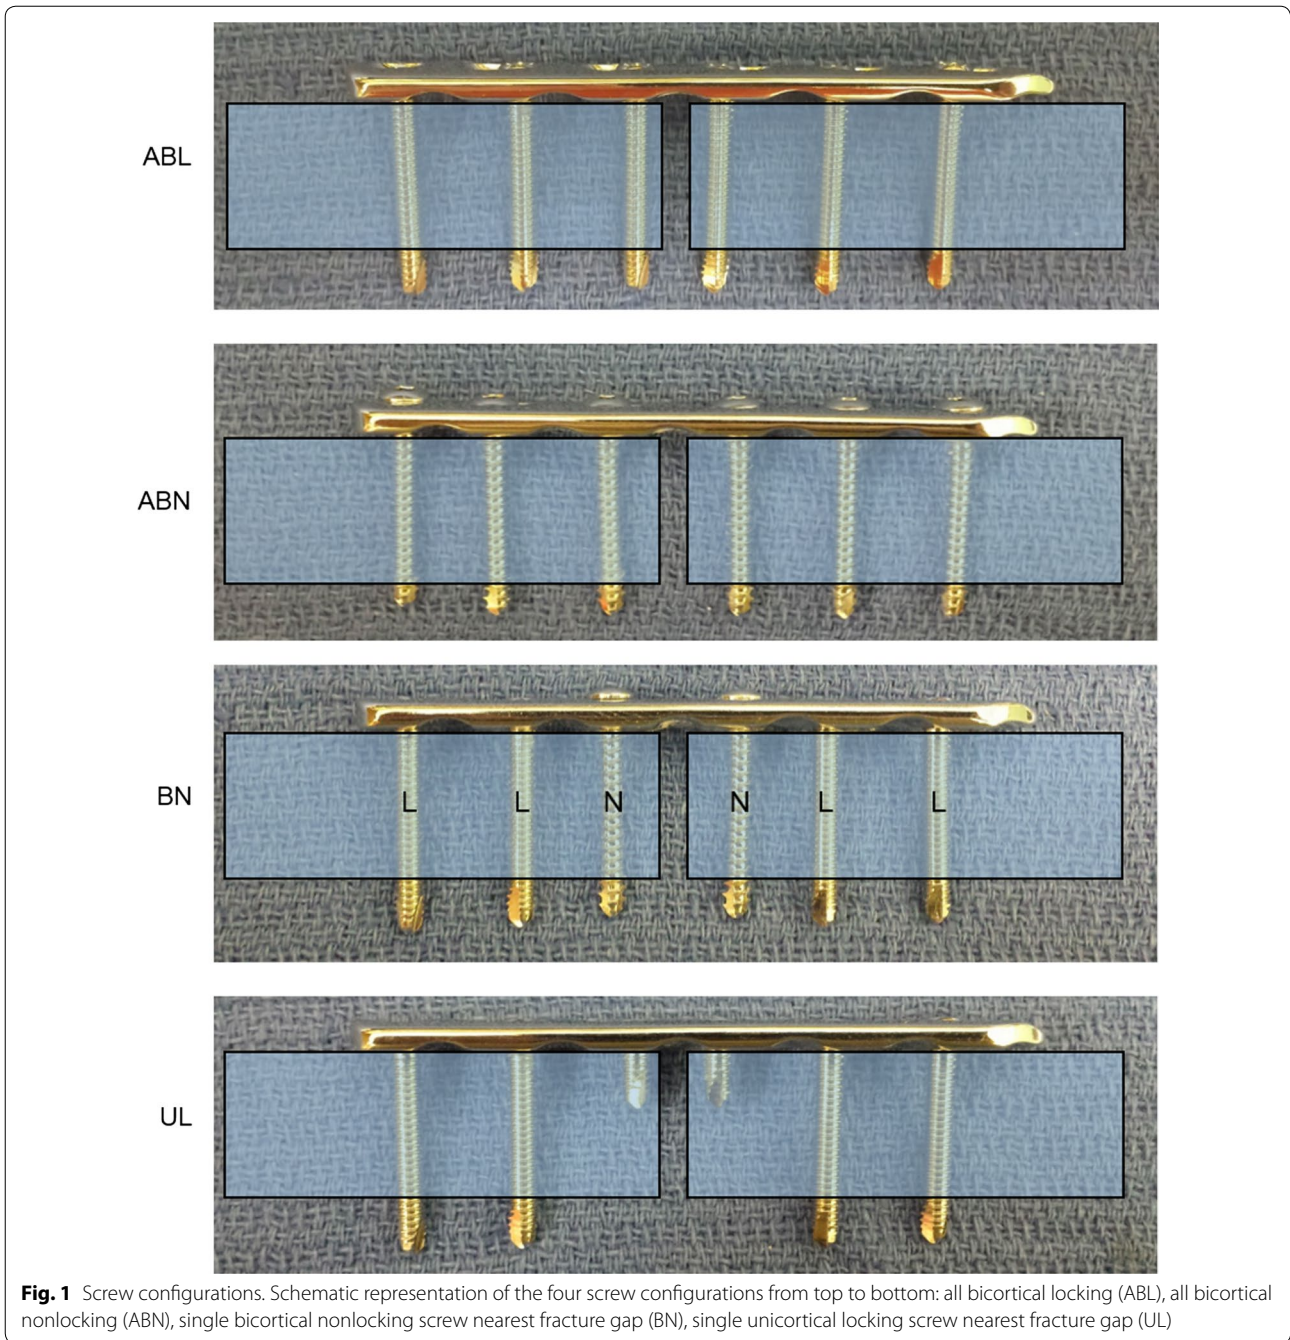 ABL
ABN
BN
L L N N L L
UL
Fig. 1 Screw configurations. Schematic representation of the four screw configurations from top to bottom: all bicortical locking (ABL), all bicortical
nonlocking (ABN), single bicortical nonlocking screw nearest fracture gap (BN), single unicortical locking screw nearest fracture gap (UL)